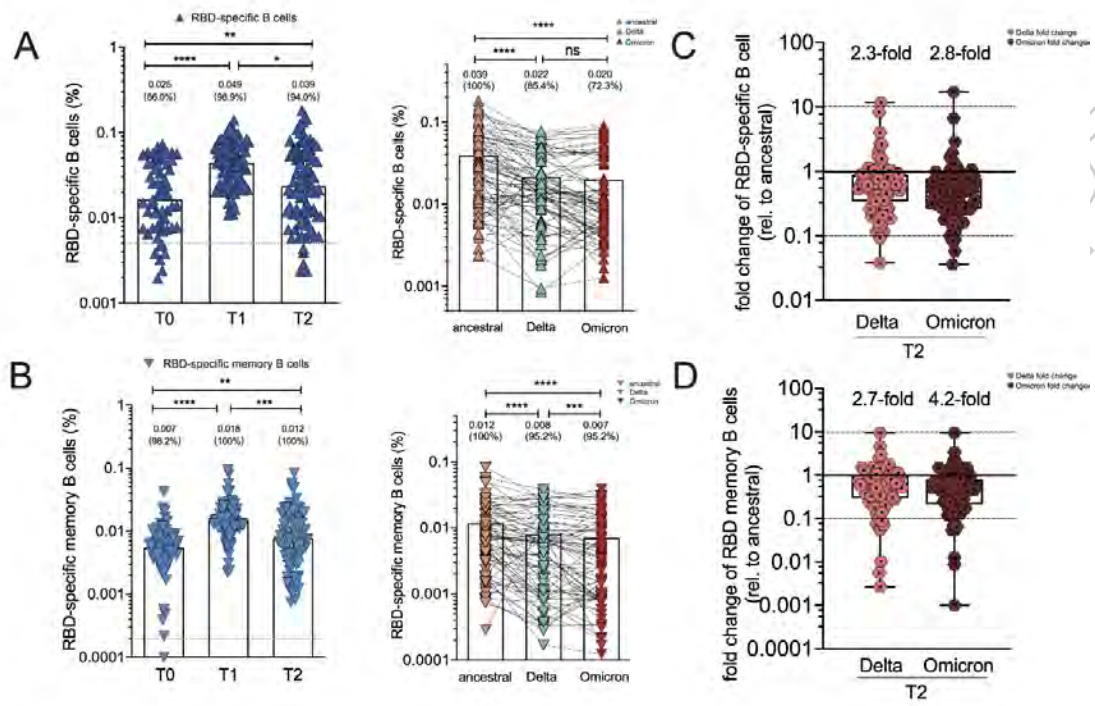 A
RBD-specific B cells
RBD-specific B cells (%)
**
****
*
0.025
0.049
0.039
(86.0%)
(98.9%)
(94.0%)
1
0.1
0.01
0.001
T0
T1
T2
ancestral
Delta
Omicron
RBD-specific B cells (%)
****
****
ns
0.039
0.022
0.020
(100%)
(85.4%)
(72.3%)
0.1
0.01
0.001
ancestral
Delta
Omicron
C
Delta fold change
Omicron fold change
fold change of RBD-specific B cell
(rel. to ancestral)
2.3-fold
2.8-fold
100
10
1
0.1
0.01
Delta
Omicron
T2
B
RBD-specific memory B cells
RBD-specific memory B cells (%)
**
****
***
0.007
0.018
0.012
(98.2%)
(100%)
(100%)
1
0.1
0.01
0.001
0.0001
T0
T1
T2
ancestral
Delta
Omicron
RBD-specific memory B cells (%)
****
****
***
0.012
0.008
0.007
(100%)
(95.2%)
(95.2%)
0.1
0.01
0.001
0.0001
ancestral
Delta
Omicron
D
Delta fold change
Omicron fold change
fold change of RBD memory B cells
(rel. to ancestral)
2.7-fold
4.2-fold
100
10
1
0.1
0.01
0.001
0.0001
Delta
Omicron
T2